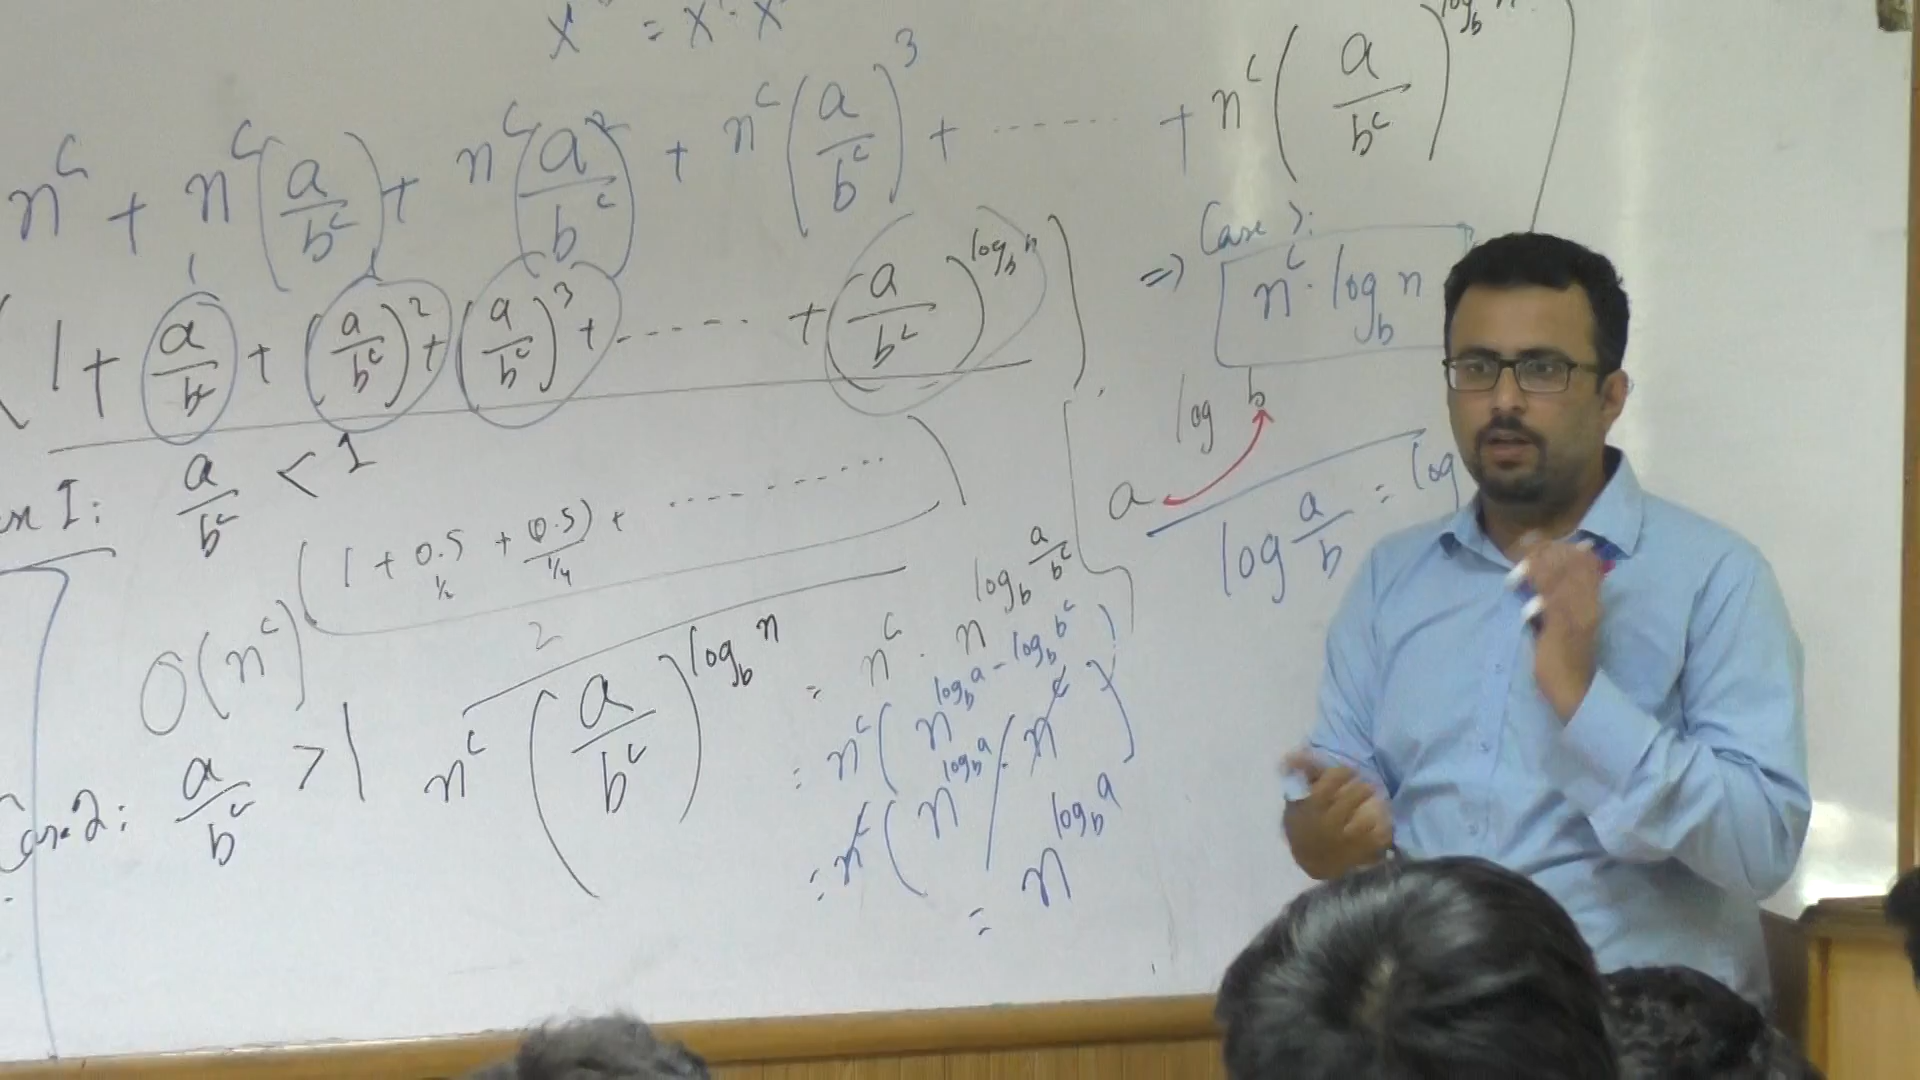 = x · x
n^c + n^c (a/b^c) + n^c (a/b^c)^2 + n^c (a/b^c)^3 + ........ + n^c (a/b^c)^{log_b n}
( 1 + a/b^c + (a/b^c)^2 + (a/b^c)^3 + ....... + (a/b^c)^{log_b n} )
I: a/b^c < 1
( 1 + 0.5 + (0.5) + ........... )
1/2 1/4
2
O(n^c)
Case 2: a/b^c > 1
n^c (a/b^c)^{log_b n} = n^c · n^{log_b a/b^c}
= n^c ( n^{log_b a - log_b b^c} )
= n^c ( n^{log_b a} / n^c )
= n^{log_b a}
=> Case 3:
n^c · log_b n
a log b
log a/b = log